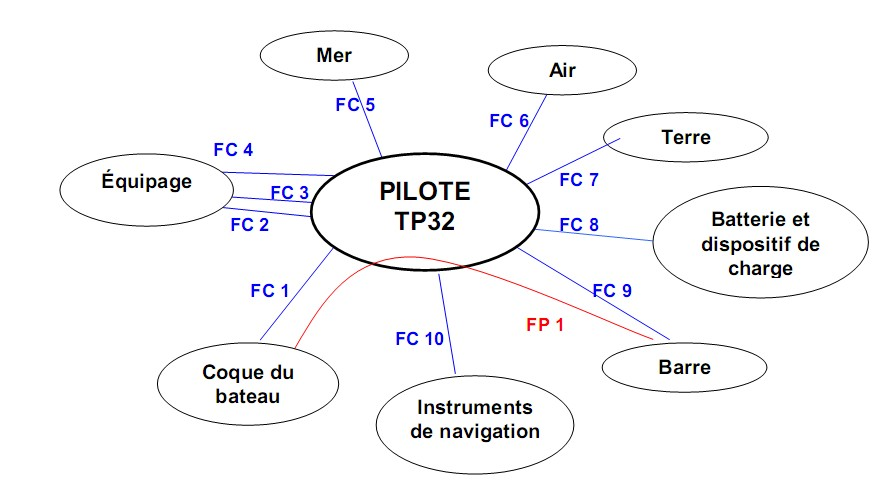 Mer
Air
FC 5
FC 6
Terre
FC 4
FC 7
Équipage
FC 3
PILOTE
TP32
FC 2
FC 8
Batterie et
dispositif de
charge
FC 1
FC 9
FC 10
FP 1
Coque du
bateau
Barre
Instruments
de navigation